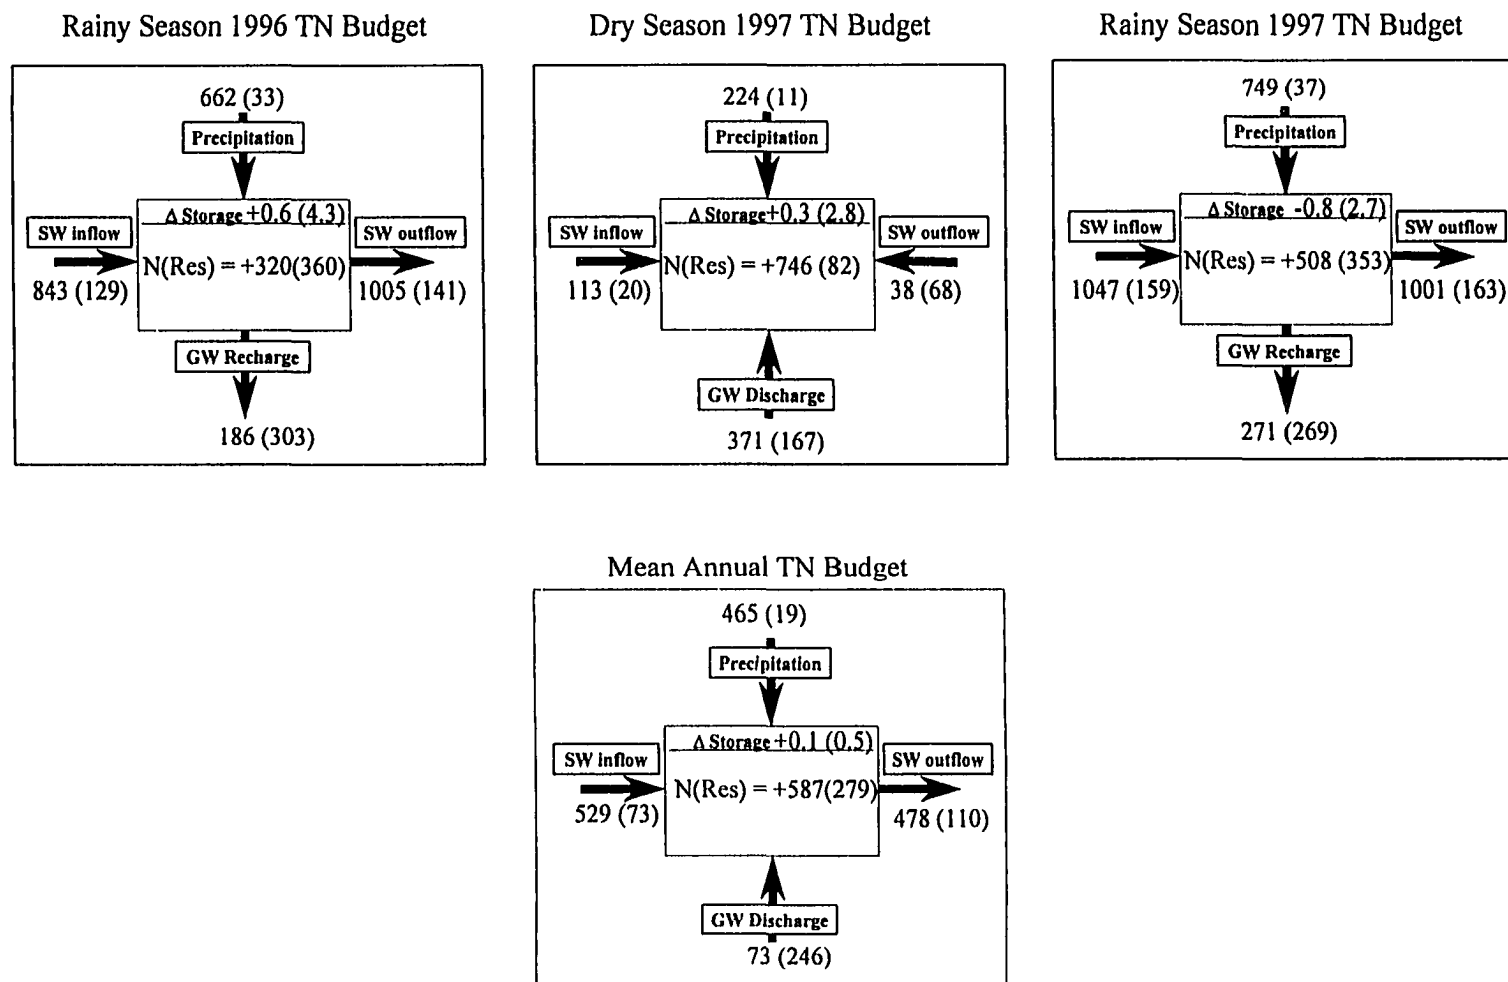 Rainy Season 1996 TN Budget
662 (33)
Precipitation
Δ Storage +0.6 (4.3)
SW inflow
SW outflow
N(Res) = +320(360)
843 (129)
1005 (141)
GW Recharge
186 (303)
Dry Season 1997 TN Budget
224 (11)
Precipitation
Δ Storage +0.3 (2.8)
SW inflow
SW outflow
N(Res) = +746 (82)
113 (20)
38 (68)
GW Discharge
371 (167)
Rainy Season 1997 TN Budget
749 (37)
Precipitation
Δ Storage -0.8 (2.7)
SW inflow
SW outflow
N(Res) = +508 (353)
1047 (159)
1001 (163)
GW Recharge
271 (269)
Mean Annual TN Budget
465 (19)
Precipitation
Δ Storage +0.1 (0.5)
SW inflow
SW outflow
N(Res) = +587(279)
529 (73)
478 (110)
GW Discharge
73 (246)